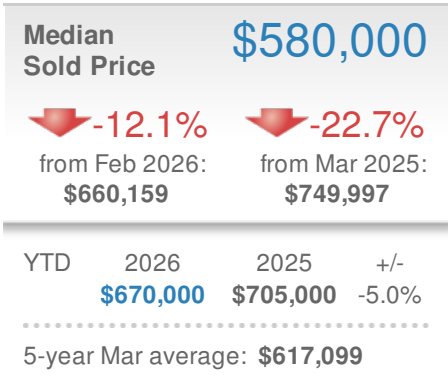 Median $580,000
Sold Price
-12.1% -22.7%
from Feb 2026: from Mar 2025:
$660,159 $749,997
YTD 2026 2025 +/-
$670,000 $705,000 -5.0%
5-year Mar average: $617,099